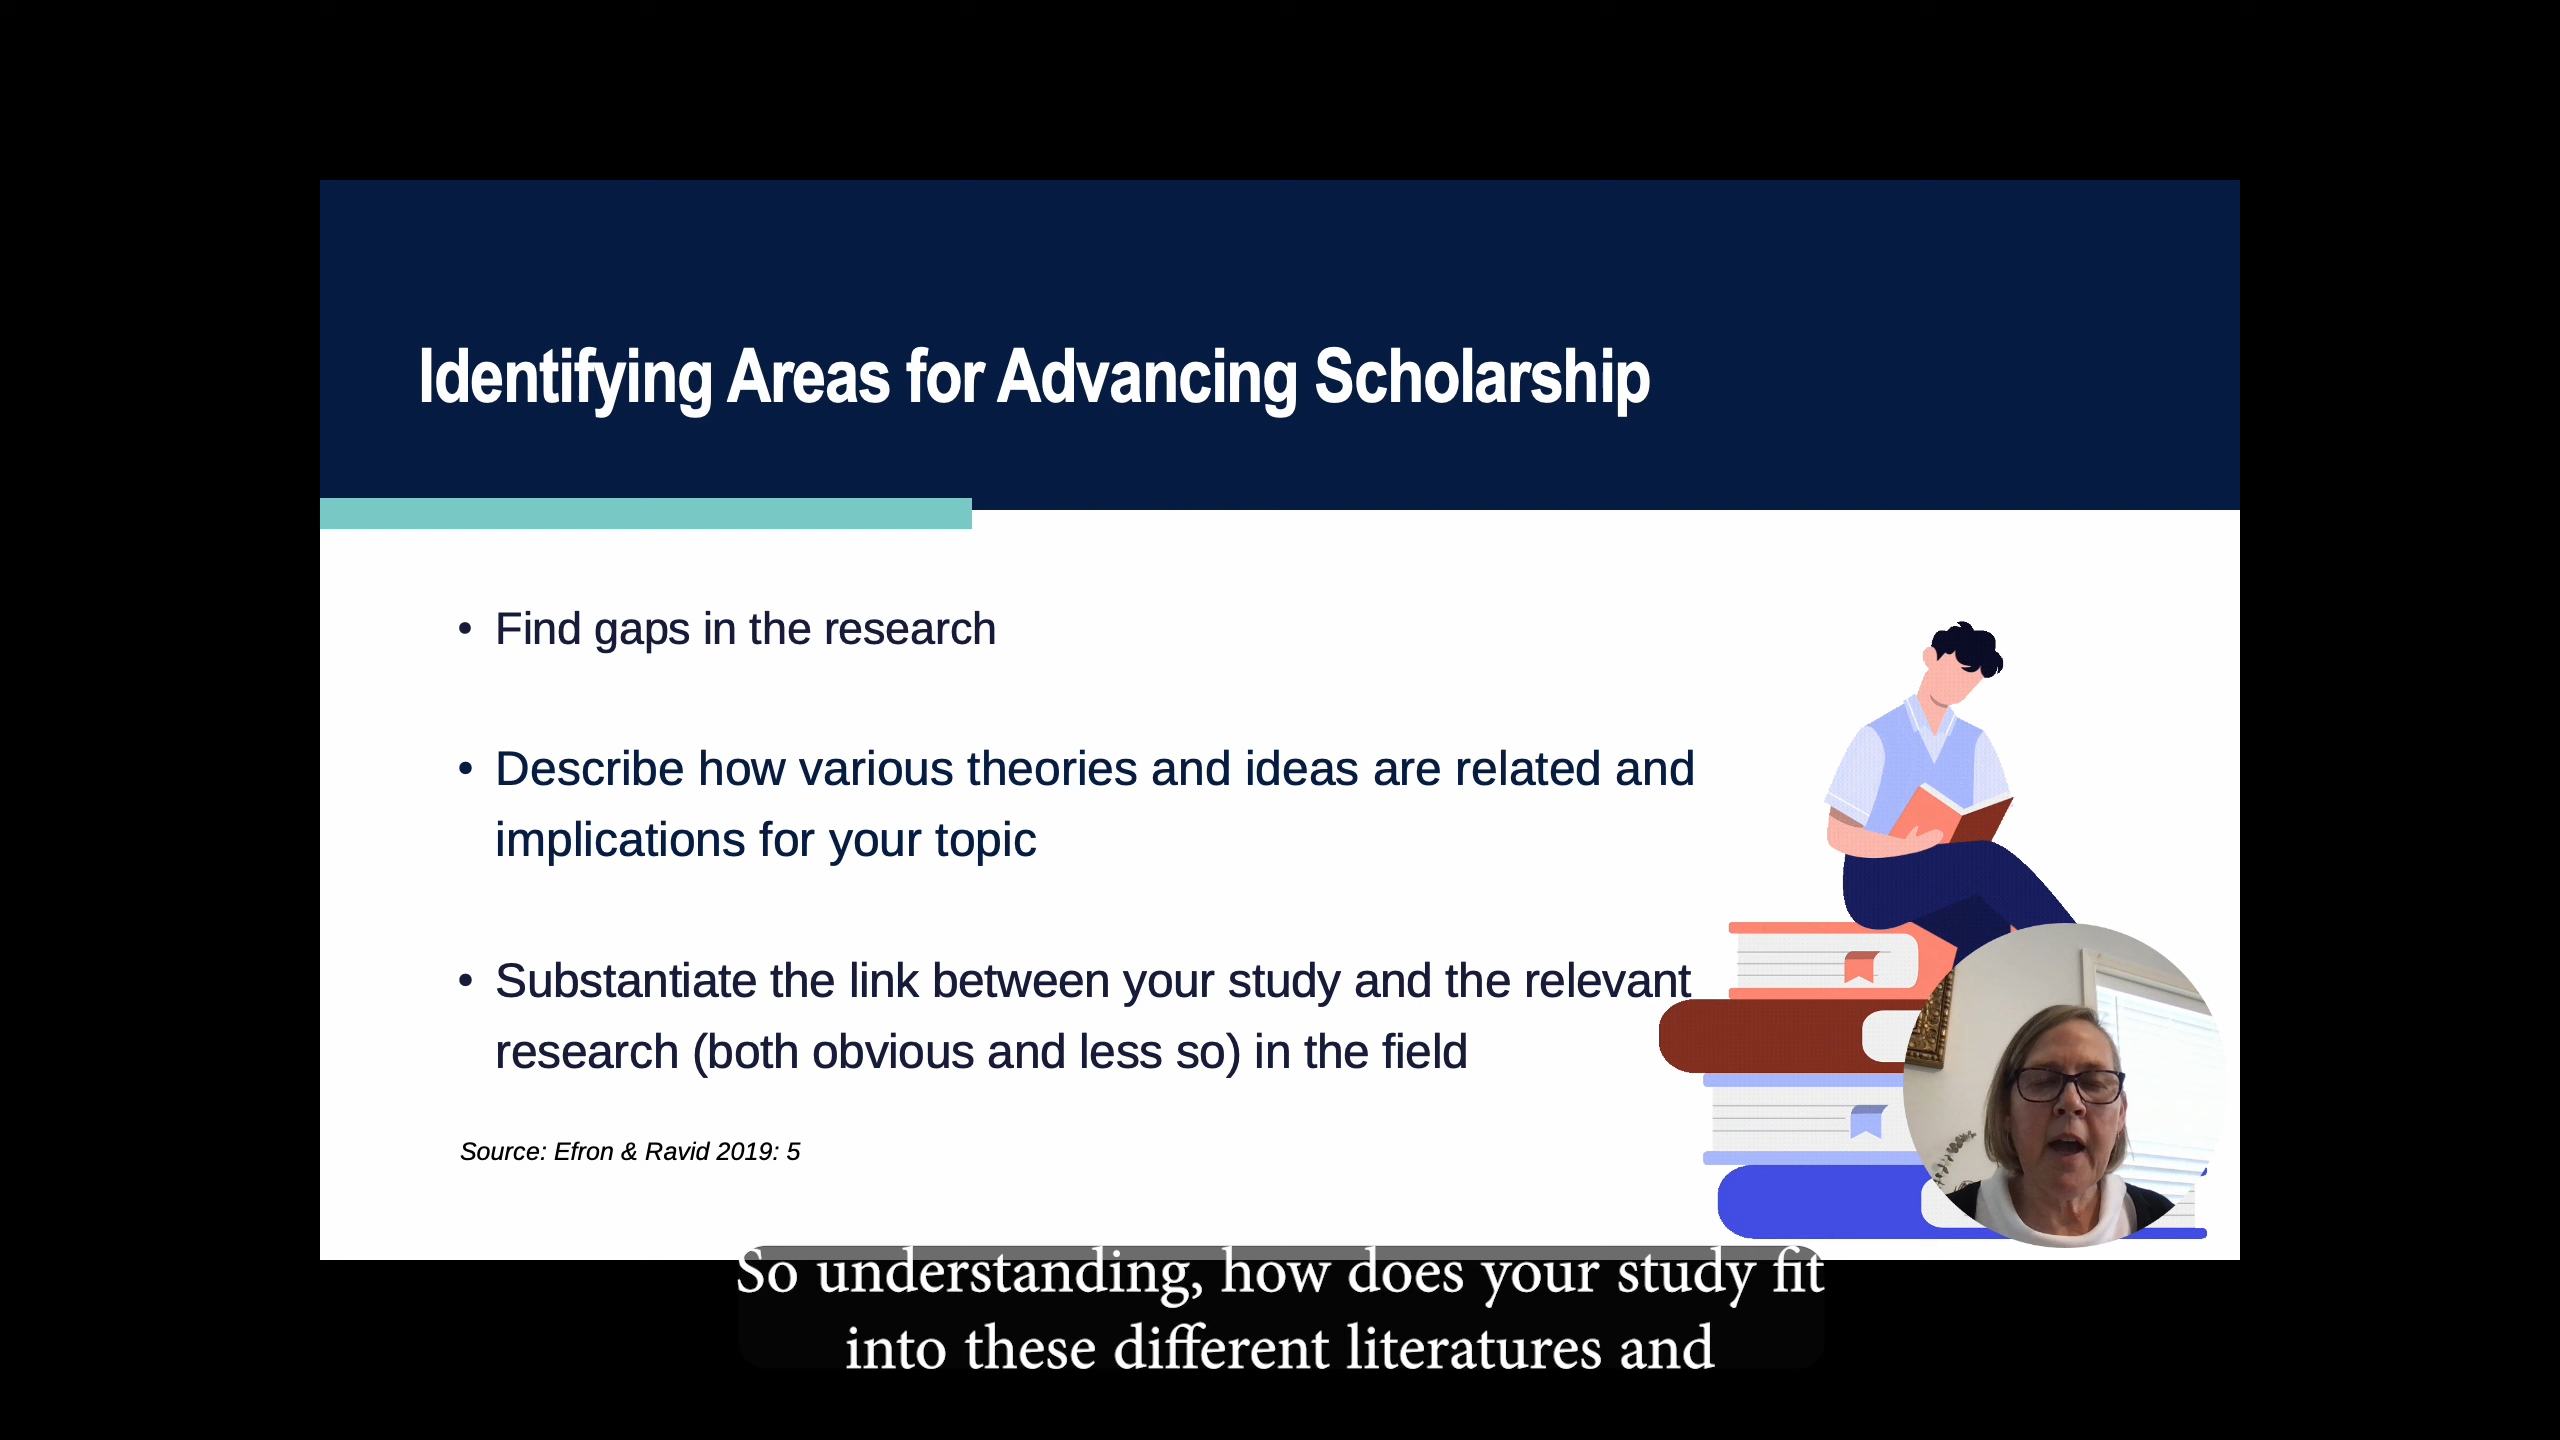 Identifying Areas for Advancing Scholarship
• Find gaps in the research
• Describe how various theories and ideas are related and
implications for your topic
• Substantiate the link between your study and the relevant
research (both obvious and less so) in the field
Source: Efron & Ravid 2019: 5
So understanding, how does your study fit
into these different literatures and